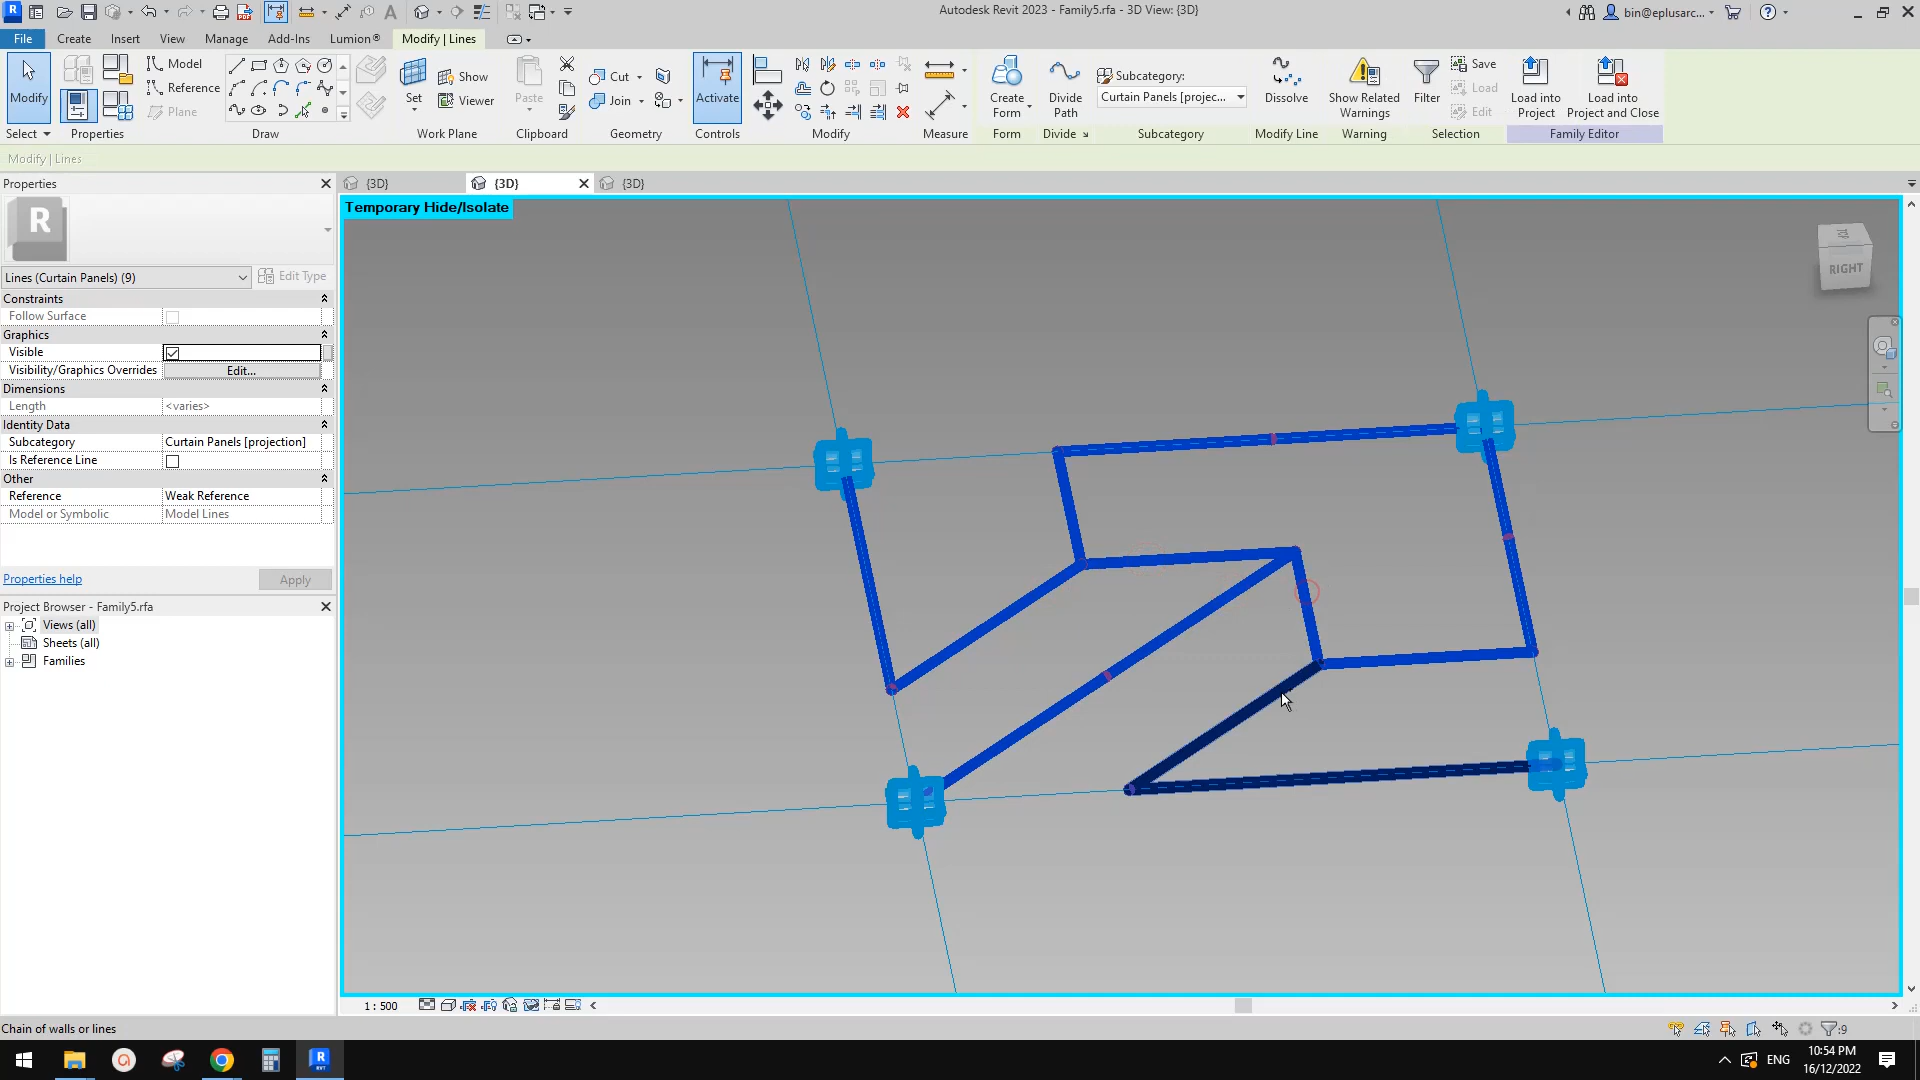 Autodesk Revit 2023 - Family5.rfa - 3D View: {3D}
bin@eplusarc...
File
Create
Insert
View
Manage
Add-Ins
Lumion®
Modify | Lines
Modify
Model
Reference
Plane
Set
Show
Viewer
Paste
Cut
Join
Activate
Create
Form
Divide
Path
Subcategory:
Curtain Panels [projec...
Dissolve
Show Related
Warnings
Filter
Save
Load
Edit
Load into
Project
Load into
Project and Close
Select
Properties
Draw
Work Plane
Clipboard
Geometry
Controls
Modify
Measure
Form
Divide
Subcategory
Modify Line
Warning
Selection
Family Editor
Modify | Lines
Properties
{3D}
{3D}
{3D}
R
Temporary Hide/Isolate
RIGHT
Lines (Curtain Panels) (9)
Edit Type
Constraints
Follow Surface
Graphics
Visible
Visibility/Graphics Overrides
Edit...
Dimensions
Length
<varies>
Identity Data
Subcategory
Curtain Panels [projection]
Is Reference Line
Other
Reference
Weak Reference
Model or Symbolic
Model Lines
Properties help
Apply
Project Browser - Family5.rfa
Views (all)
Sheets (all)
Families
1 : 500
Chain of walls or lines
:9
ENG
10:54 PM
16/12/2022